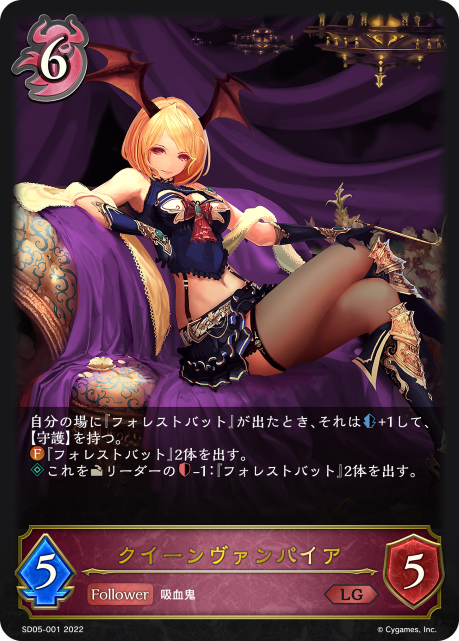 6
自分の場に『フォレストバット』が出たとき、それは+1して、
【守護】を持つ。
F『フォレストバット』2体を出す。
これをリーダーの-1:『フォレストバット』2体を出す。
クイーンヴァンパイア
5
Follower 吸血鬼
LG
5
SD05-001 2022
© Cygames, Inc.